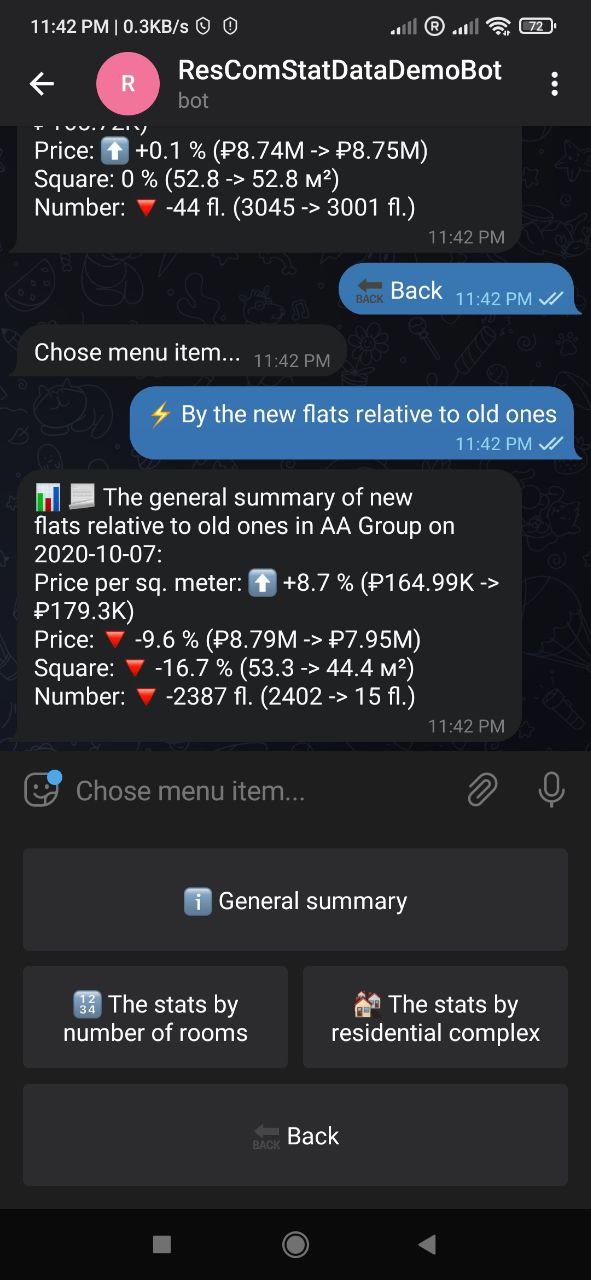 11:42 PM | 0.3KB/s
R
72
R
ResComStatDataDemoBot
bot
Price: ⬆️ +0.1 % (₽8.74M -> ₽8.75M)
Square: 0 % (52.8 -> 52.8 м²)
Number: 🔻 -44 fl. (3045 -> 3001 fl.)
11:42 PM
🔙 Back 11:42 PM
Chose menu item... 11:42 PM
⚡ By the new flats relative to old ones
11:42 PM
📊 📃 The general summary of new
flats relative to old ones in AA Group on
2020-10-07:
Price per sq. meter: ⬆️ +8.7 % (₽164.99K ->
₽179.3K)
Price: 🔻 -9.6 % (₽8.79M -> ₽7.95M)
Square: 🔻 -16.7 % (53.3 -> 44.4 м²)
Number: 🔻 -2387 fl. (2402 -> 15 fl.)
11:42 PM
Chose menu item...
ℹ️ General summary
🔢 The stats by
number of rooms
🏘️ The stats by
residential complex
🔙 Back